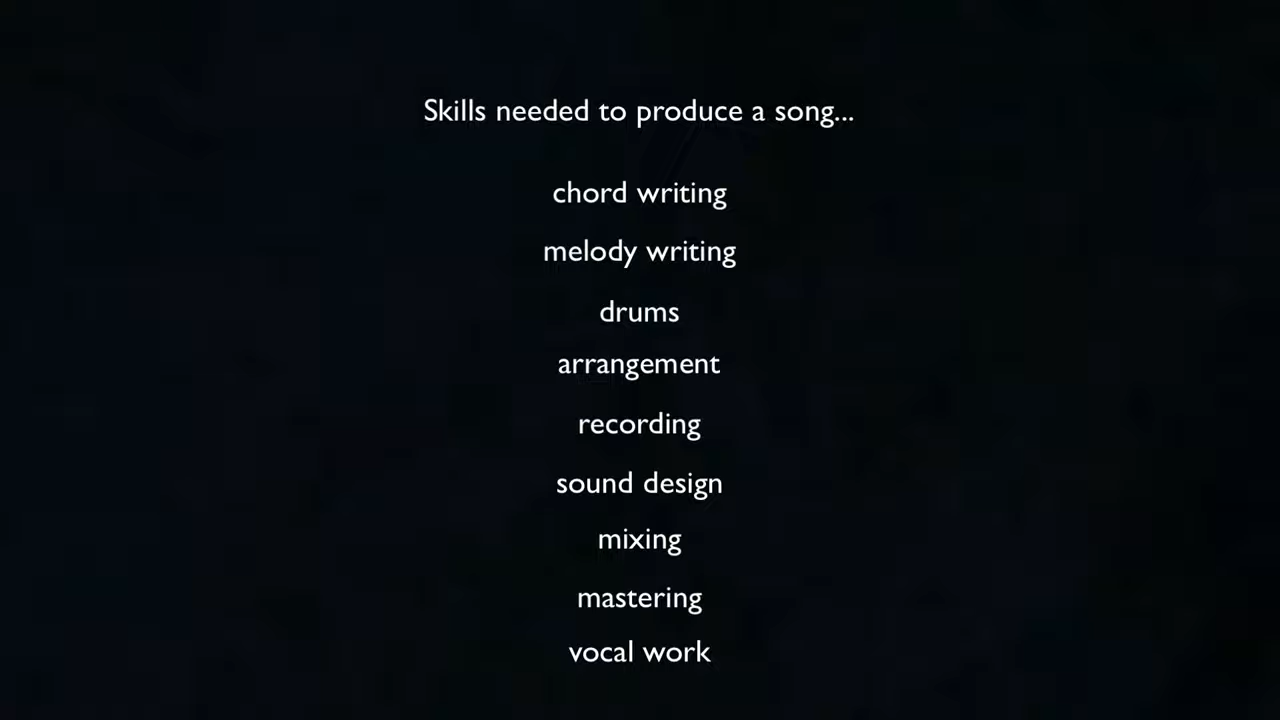 Skills needed to produce a song...
chord writing
melody writing
drums
arrangement
recording
sound design
mixing
mastering
vocal work